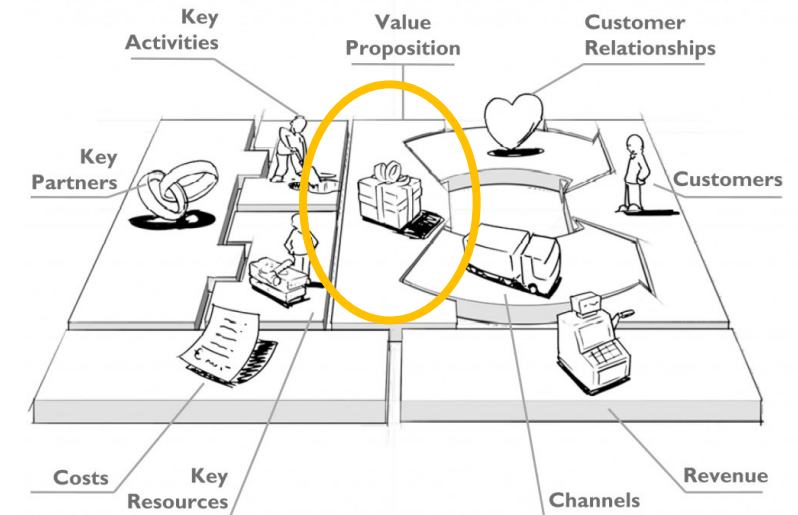 Key
Activities
Value
Proposition
Customer
Relationships
Key
Partners
Customers
Costs
Key
Resources
Channels
Revenue